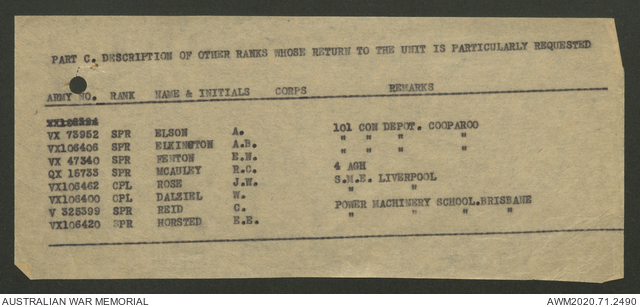 PART C. DESCRIPTION OF OTHER RANKS WHOSE RETURN TO THE UNIT IS PARTICULARLY REQUESTED
ARMY NO. RANK NAME & INITIALS CORPS REMARKS
VX 73952 SPR ELSON A. 101 CON DEPOT. COOPAROO
VX106406 SPR ELKINGTON A.B. " " " "
VX 47340 SPR FENTON E.N. " " " "
QX 15733 SPR MCAULEY R.C. 4 AGH
VX106462 CPL ROSE J.W. S.M.E. LIVERPOOL
VX106400 CPL DALZIEL W.
V 325399 SPR REID C. POWER MACHINERY SCHOOL.BRISBANE
VX106420 SPR HORSTED E.E. " " " "
AUSTRALIAN WAR MEMORIAL AWM2020.71.2490